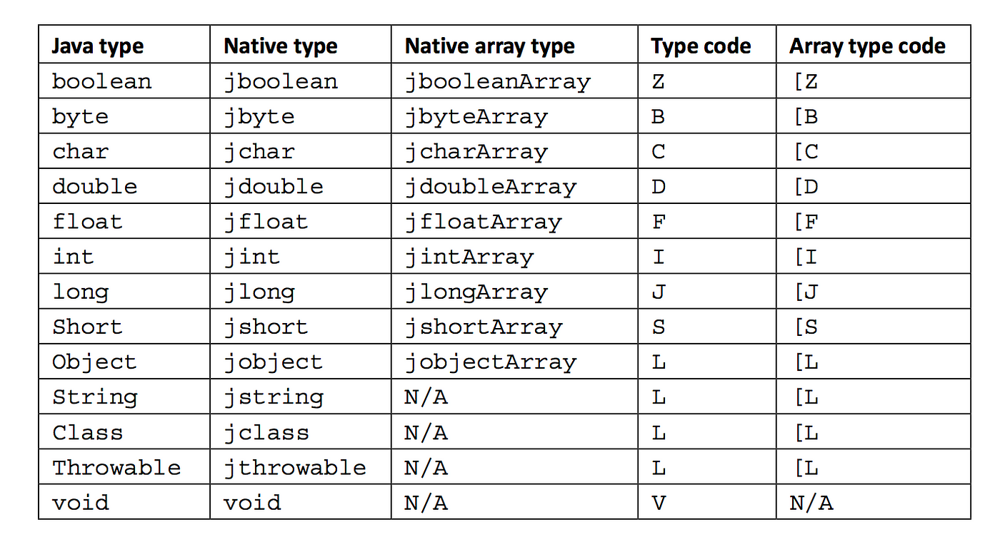 Java type Native type Native array type Type code Array type code
boolean jboolean jbooleanArray Z [Z
byte jbyte jbyteArray B [B
char jchar jcharArray C [C
double jdouble jdoubleArray D [D
float jfloat jfloatArray F [F
int jint jintArray I [I
long jlong jlongArray J [J
Short jshort jshortArray S [S
Object jobject jobjectArray L [L
String jstring N/A L [L
Class jclass N/A L [L
Throwable jthrowable N/A L [L
void void N/A V N/A